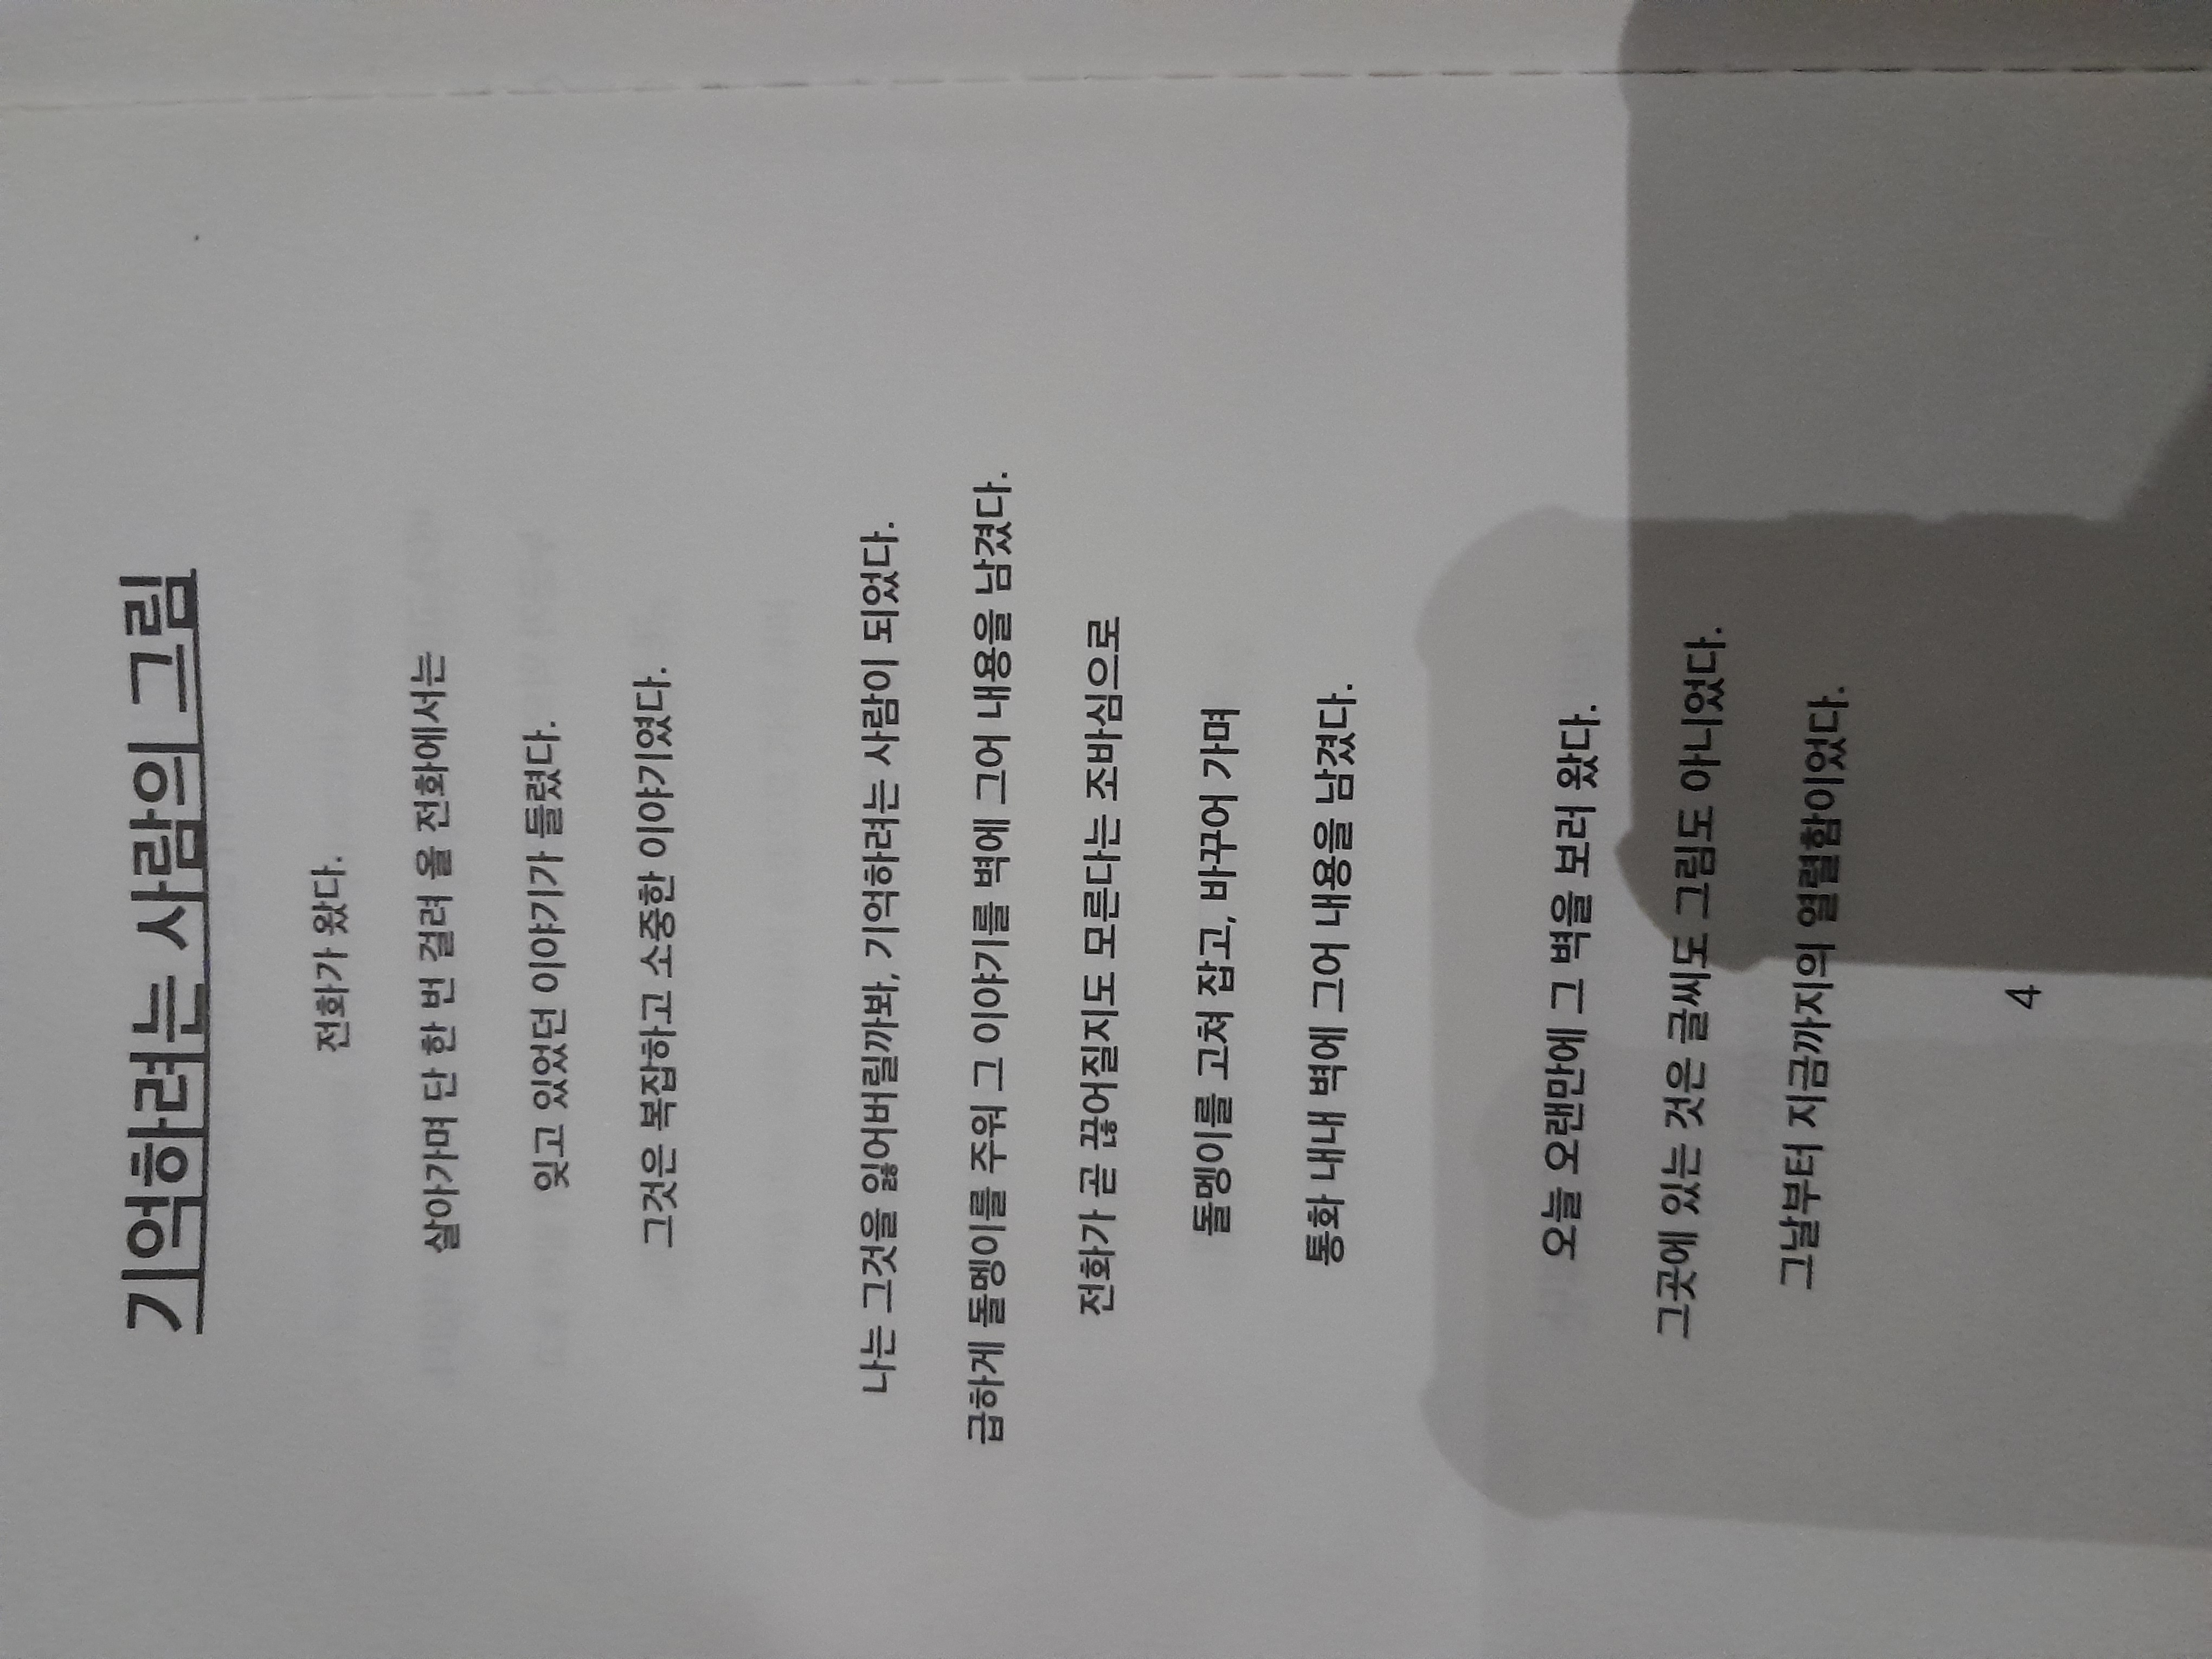 기억하려는 사람의 그림
전화가 왔다.
살아가며 단 한 번 걸려 올 전화에서는
잊고 있었던 이야기가 들렸다.
그것은 복잡하고 소중한 이야기였다.
나는 그것을 잃어버릴까봐, 기억하려는 사람이 되었다.
급하게 돌멩이를 주워 그 이야기를 벽에 그어 내용을 남겼다.
전화가 곧 끊어질지도 모른다는 조바심으로
돌멩이를 고쳐 잡고, 바꾸어 가며
통화 내내 벽에 그어 내용을 남겼다.
오늘 오랜만에 그 벽을 보러 왔다.
그곳에 있는 것은 글씨도 그림도 아니었다.
그날부터 지금까지의 열렬함이었다.
4